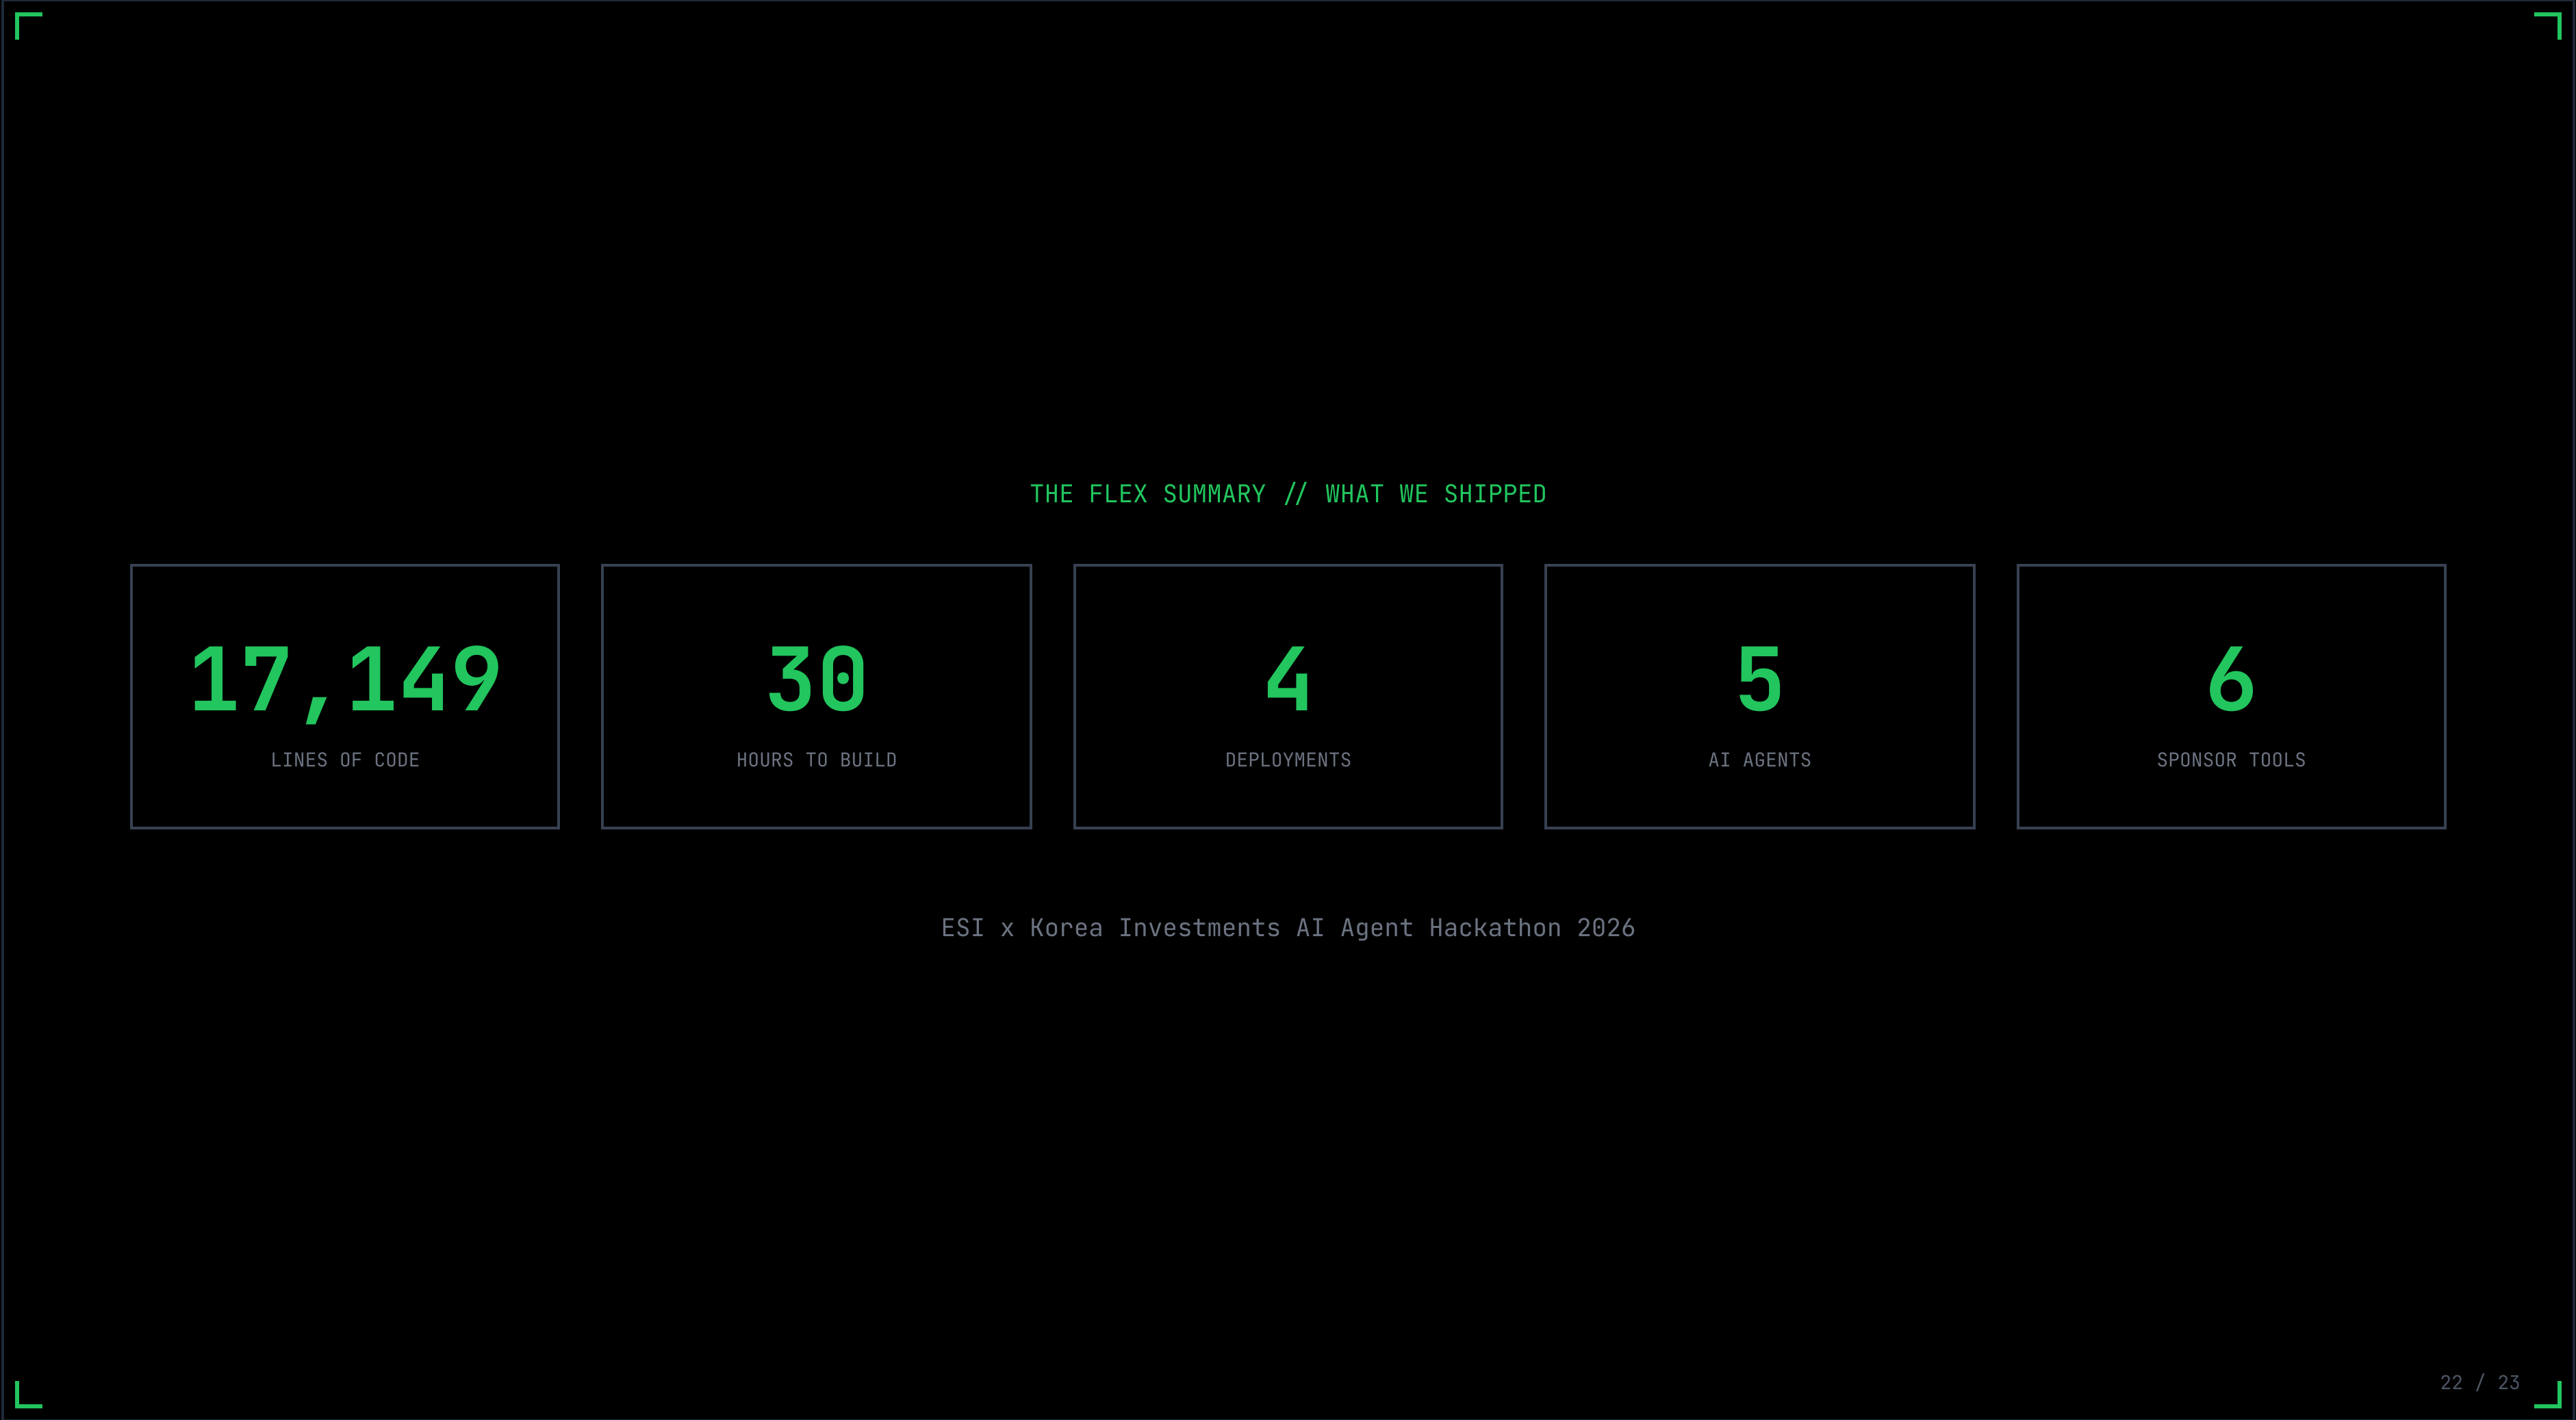 THE FLEX SUMMARY // WHAT WE SHIPPED
17,149
LINES OF CODE
30
HOURS TO BUILD
4
DEPLOYMENTS
5
AI AGENTS
6
SPONSOR TOOLS
ESI x Korea Investments AI Agent Hackathon 2026
22 / 23